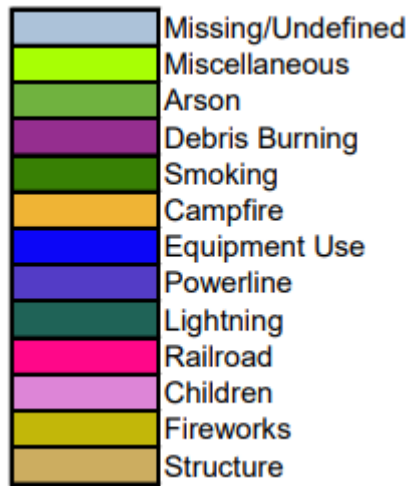 Missing/Undefined
Miscellaneous
Arson
Debris Burning
Smoking
Campfire
Equipment Use
Powerline
Lightning
Railroad
Children
Fireworks
Structure